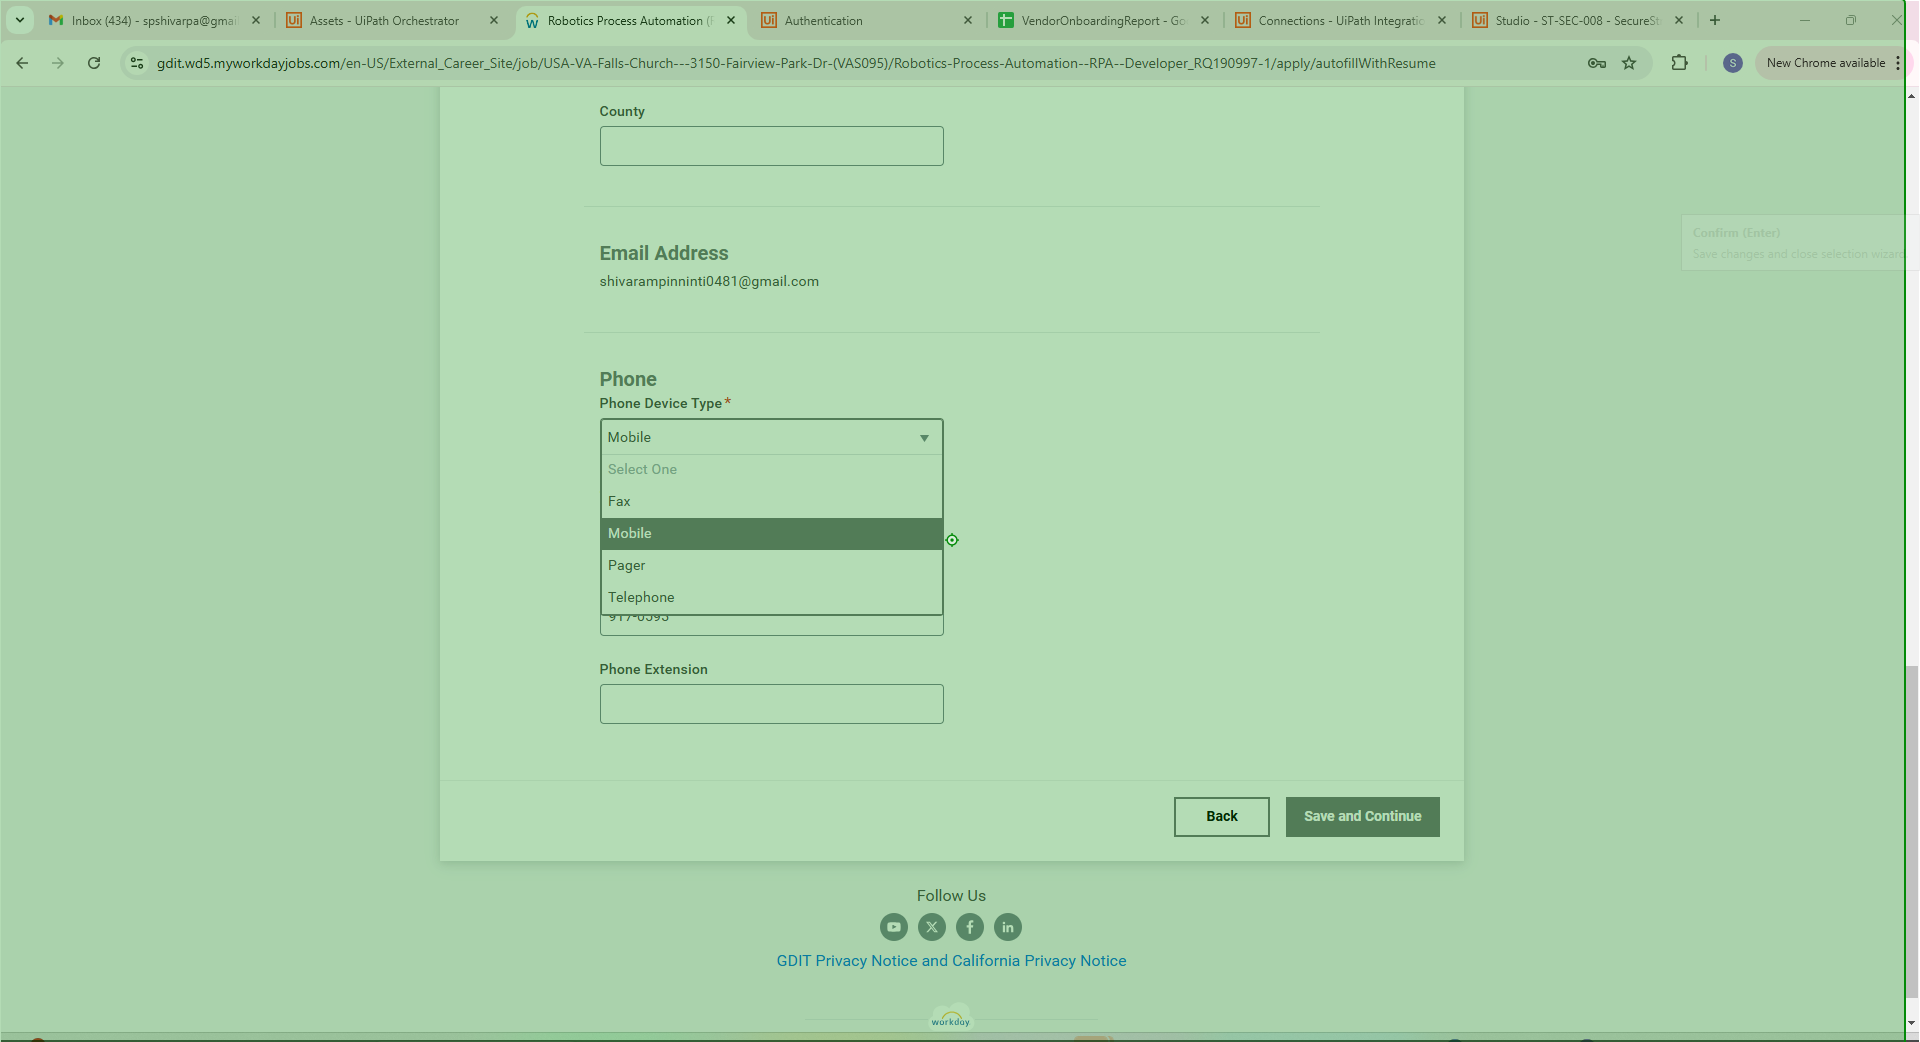 Inbox (434) - spshivarpa@gmai
Assets - UiPath Orchestrator
Robotics Process Automation (
Authentication
VendorOnboardingReport - Go
Connections - UiPath Integratio
Studio - ST-SEC-008 - SecureSt
gdit.wd5.myworkdayjobs.com/en-US/External_Career_Site/job/USA-VA-Falls-Church---3150-Fairview-Park-Dr-(VAS095)/Robotics-Process-Automation--RPA--Developer_RQ190997-1/apply/autofillWithResume
S
New Chrome available
County
Confirm (Enter)
Save changes and close selection wizard
Email Address
shivarampinninti0481@gmail.com
Phone
Phone Device Type*
Mobile
Select One
Fax
Mobile
Pager
Telephone
917-0595
Phone Extension
Back
Save and Continue
Follow Us
GDIT Privacy Notice and California Privacy Notice
workday